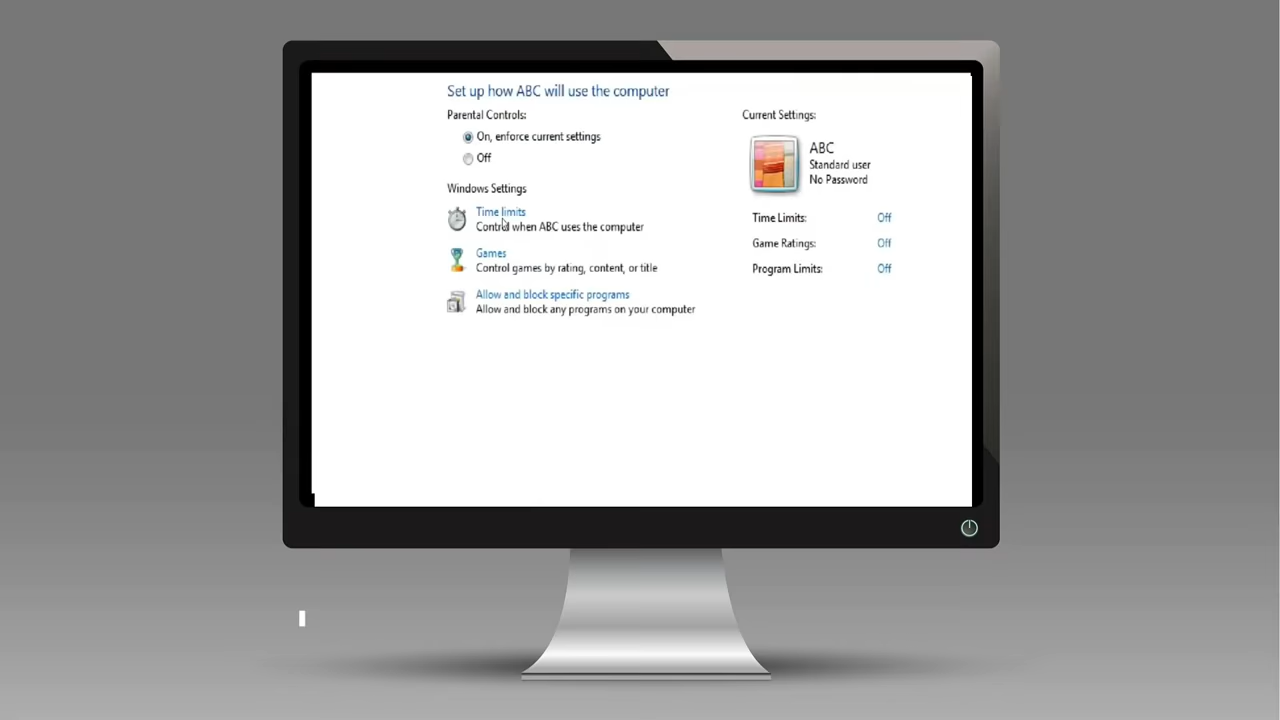 Set up how ABC will use the computer
Parental Controls:
On, enforce current settings
Off
Windows Settings
Time limits
Control when ABC uses the computer
Games
Control games by rating, content, or title
Allow and block specific programs
Allow and block any programs on your computer
Current Settings:
ABC
Standard user
No Password
Time Limits: Off
Game Ratings: Off
Program Limits: Off